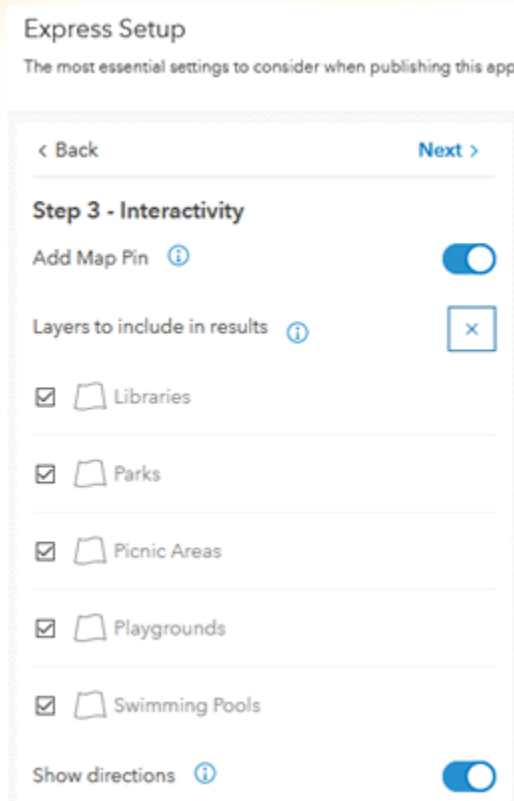 Express Setup
The most essential settings to consider when publishing this app
< Back
Next >
Step 3 - Interactivity
Add Map Pin
Layers to include in results
Libraries
Parks
Picnic Areas
Playgrounds
Swimming Pools
Show directions